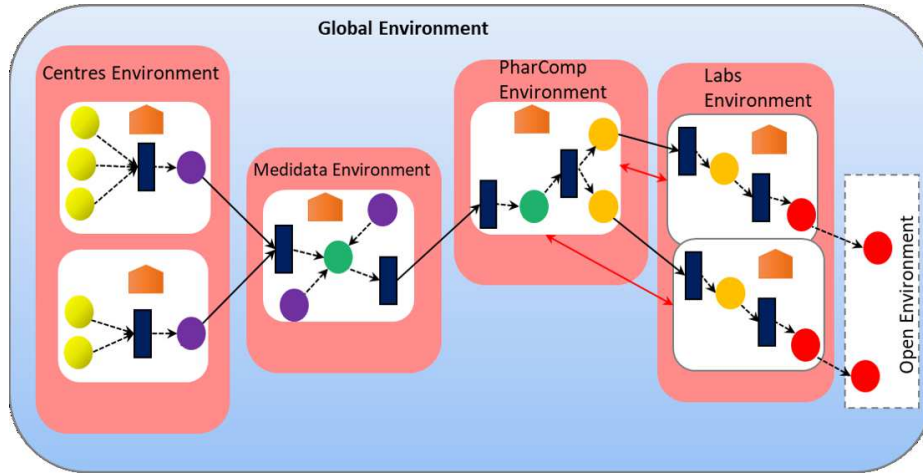 Global Environment
Centres Environment
Medidata Environment
PharComp
Environment
Labs
Environment
Open Environment